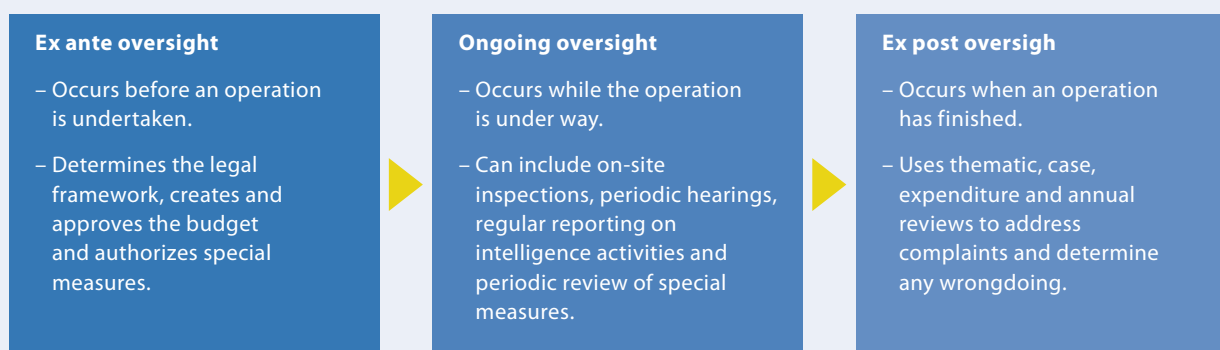 Ex ante oversight
– Occurs before an operation
is undertaken.
– Determines the legal
framework, creates and
approves the budget
and authorizes special
measures.
Ongoing oversight
– Occurs while the operation
is under way.
– Can include on-site
inspections, periodic hearings,
regular reporting on
intelligence activities and
periodic review of special
measures.
Ex post oversigh
– Occurs when an operation
has finished.
– Uses thematic, case,
expenditure and annual
reviews to address
complaints and determine
any wrongdoing.